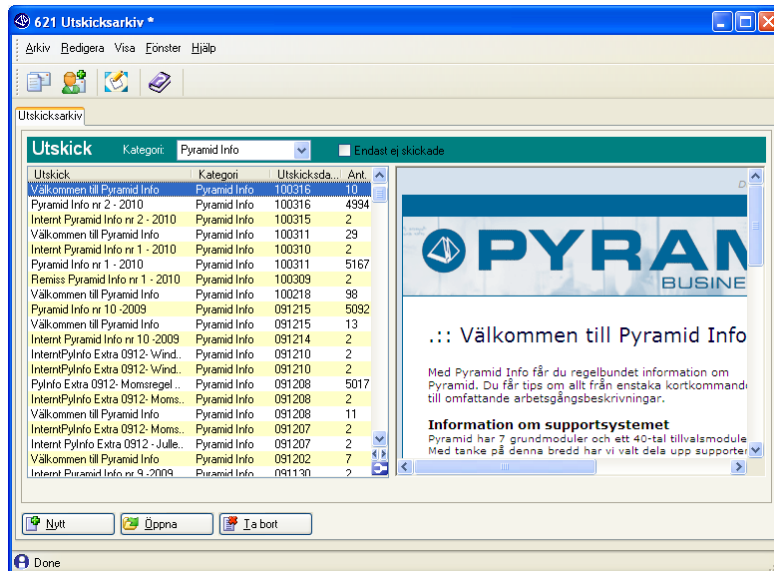 621 Utskicksarkiv *
Arkiv Redigera Visa Fönster Hjälp
Utskicksarkiv
Utskick Kategori: Pyramid Info Endast ej skickade
Utskick Kategori Utskicksda... Ant.
Välkommen till Pyramid Info Pyramid Info 100316 10
Pyramid Info nr 2 - 2010 Pyramid Info 100316 4994
Internt Pyramid Info nr 2 - 2010 Pyramid Info 100315 2
Välkommen till Pyramid Info Pyramid Info 100311 29
Internt Pyramid Info nr 1 - 2010 Pyramid Info 100310 2
Pyramid Info nr 1 - 2010 Pyramid Info 100311 5167
Remiss Pyramid Info nr 1 - 2010 Pyramid Info 100309 2
Välkommen till Pyramid Info Pyramid Info 100218 98
Pyramid Info nr 10 -2009 Pyramid Info 091215 5092
Välkommen till Pyramid Info Pyramid Info 091215 13
Internt Pyramid Info nr 10 -2009 Pyramid Info 091214 2
InterntPyInfo Extra 0912- Wind.. Pyramid Info 091210 2
InterntPyInfo Extra 0912- Wind.. Pyramid Info 091210 2
PyInfo Extra 0912- Momsregel .. Pyramid Info 091208 5017
InterntPyInfo Extra 0912- Moms.. Pyramid Info 091208 2
Välkommen till Pyramid Info Pyramid Info 091208 11
InterntPyInfo Extra 0912- Moms.. Pyramid Info 091207 2
Internt PyInfo Extra 0912 - Julle.. Pyramid Info 091207 2
Välkommen till Pyramid Info Pyramid Info 091202 7
Internt Pyramid Info nr 9 -2009 Pyramid Info 091130 2
PYRAM
BUSINE
.:: Välkommen till Pyramid Info
Med Pyramid Info får du regelbundet information om
Pyramid. Du får tips om allt från enstaka kortkommando
till omfattande arbetsgångsbeskrivningar.
Information om supportsystemet
Pyramid har 7 grundmoduler och ett 40-tal tillvalsmodule
Med tanke på denna bredd har vi valt dela upp supporter
Nytt Öppna Ta bort
Done